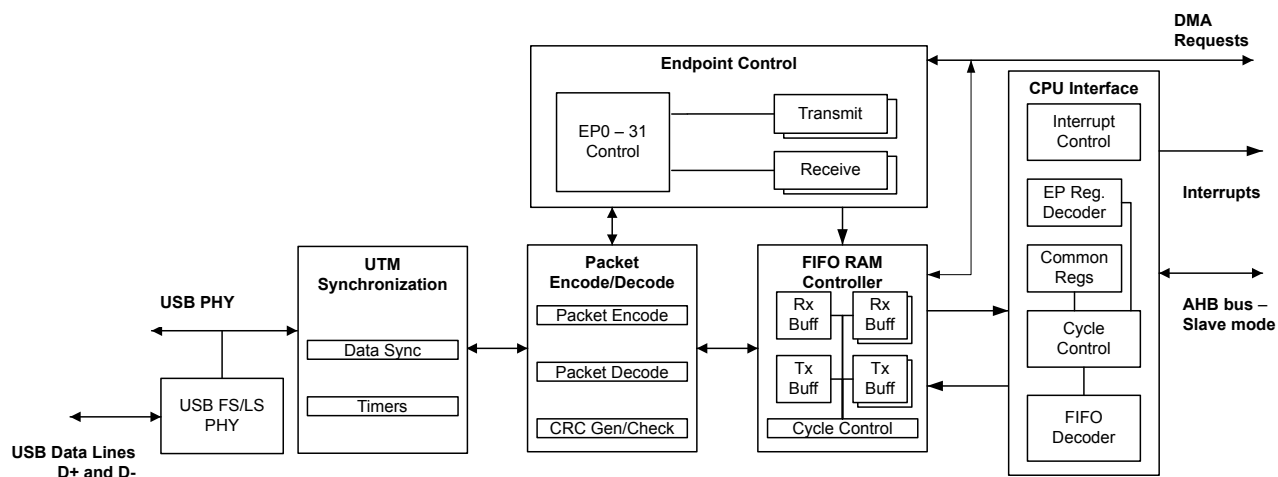 DMA
Requests
Endpoint Control
EP0 – 31
Control
Transmit
Receive
CPU Interface
Interrupt
Control
EP Reg.
Decoder
Common
Regs
Cycle
Control
FIFO
Decoder
Interrupts
AHB bus –
Slave mode
UTM
Synchronization
Data Sync
Timers
Packet
Encode/Decode
Packet Encode
Packet Decode
CRC Gen/Check
FIFO RAM
Controller
Rx
Buff
Rx
Buff
Tx
Buff
Tx
Buff
Cycle Control
USB PHY
USB FS/LS
PHY
USB Data Lines
D+ and D-